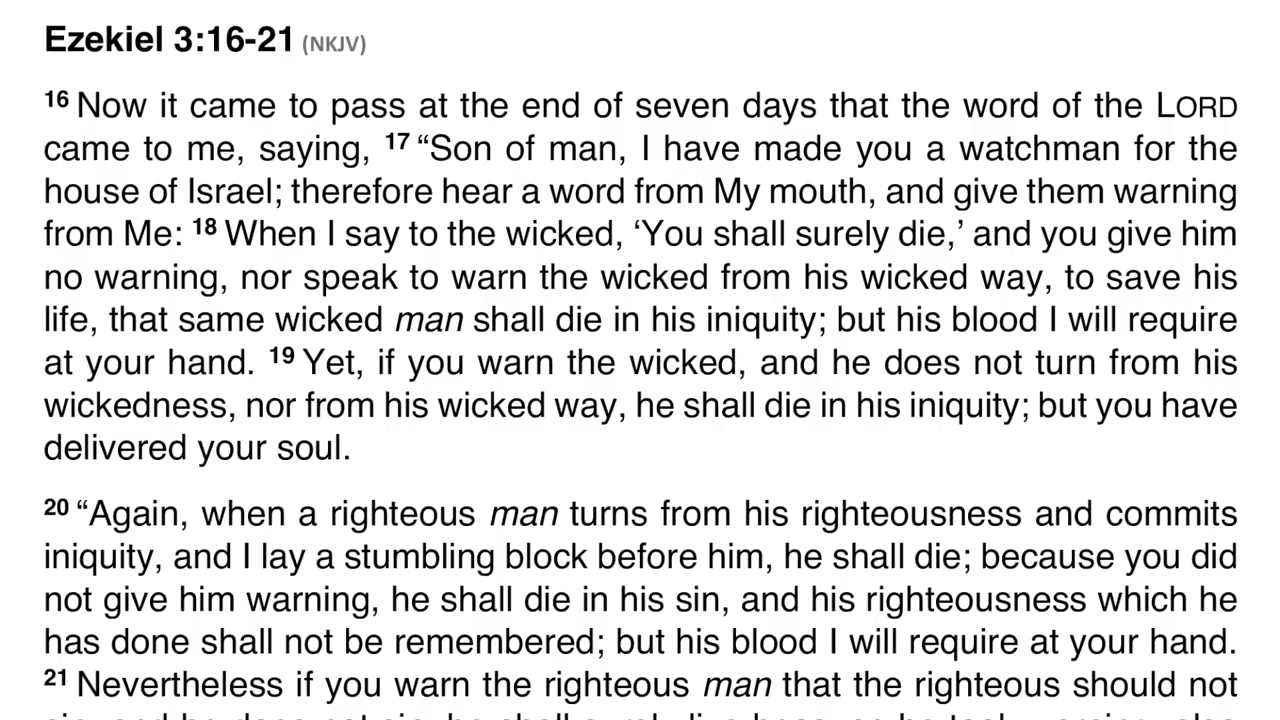 Ezekiel 3:16-21 (NKJV)
16 Now it came to pass at the end of seven days that the word of the LORD
came to me, saying, 17 “Son of man, I have made you a watchman for the
house of Israel; therefore hear a word from My mouth, and give them warning
from Me: 18 When I say to the wicked, ‘You shall surely die,’ and you give him
no warning, nor speak to warn the wicked from his wicked way, to save his
life, that same wicked man shall die in his iniquity; but his blood I will require
at your hand. 19 Yet, if you warn the wicked, and he does not turn from his
wickedness, nor from his wicked way, he shall die in his iniquity; but you have
delivered your soul.
20 “Again, when a righteous man turns from his righteousness and commits
iniquity, and I lay a stumbling block before him, he shall die; because you did
not give him warning, he shall die in his sin, and his righteousness which he
has done shall not be remembered; but his blood I will require at your hand.
21 Nevertheless if you warn the righteous man that the righteous should not